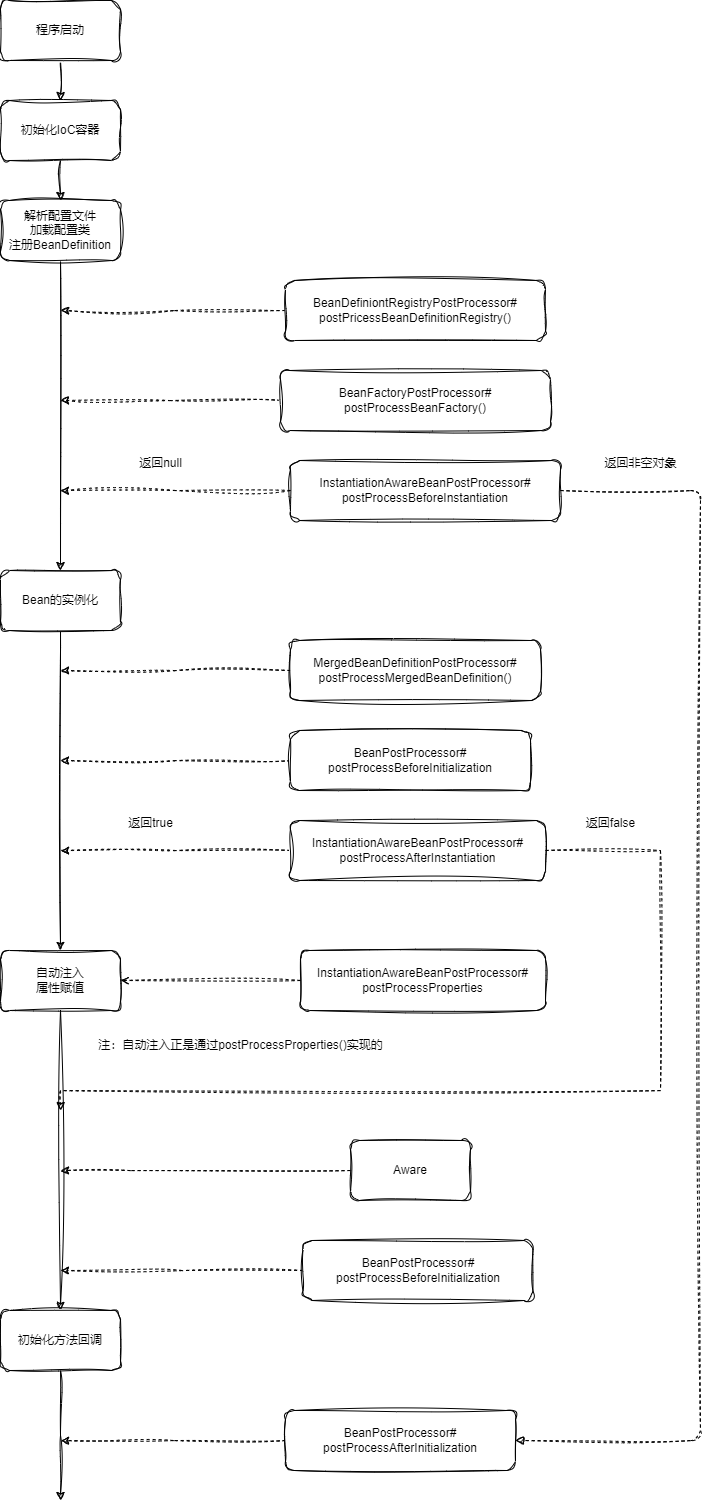 程序启动
初始化IoC容器
解析配置文件
加载配置类
注册BeanDefinition
BeanDefiniontRegistryPostProcessor#
postPricessBeanDefinitionRegistry()
BeanFactoryPostProcessor#
postProcessBeanFactory()
返回null
返回非空对象
InstantiationAwareBeanPostProcessor#
postProcessBeforeInstantiation
Bean的实例化
MergedBeanDefinitionPostProcessor#
postProcessMergedBeanDefinition()
BeanPostProcessor#
postProcessBeforeInitialization
返回true
返回false
InstantiationAwareBeanPostProcessor#
postProcessAfterInstantiation
自动注入
属性赋值
InstantiationAwareBeanPostProcessor#
postProcessProperties
注：自动注入正是通过postProcessProperties()实现的
Aware
BeanPostProcessor#
postProcessBeforeInitialization
初始化方法回调
BeanPostProcessor#
postProcessAfterInitialization